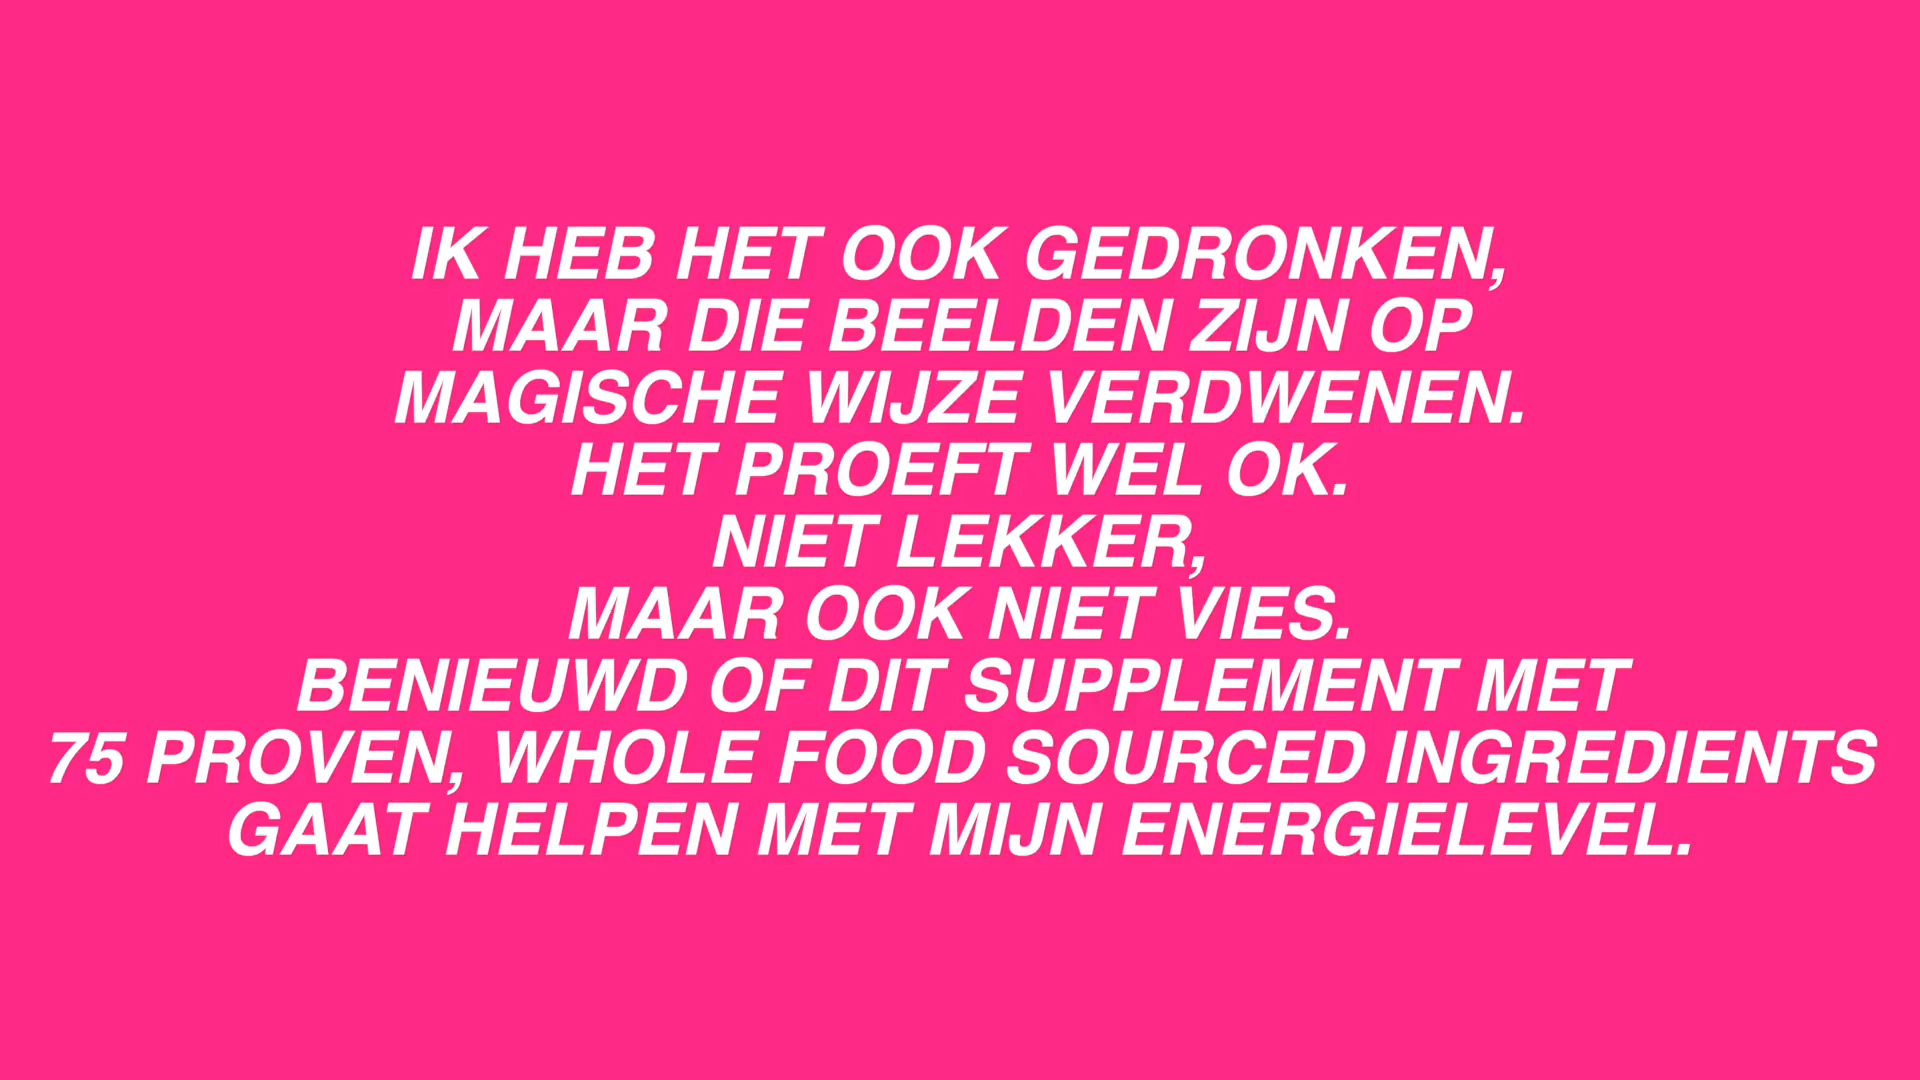 IK HEB HET OOK GEDRONKEN,
MAAR DIE BEELDEN ZIJN OP
MAGISCHE WIJZE VERDWENEN.
HET PROEFT WEL OK.
NIET LEKKER,
MAAR OOK NIET VIES.
BENIEUWD OF DIT SUPPLEMENT MET
75 PROVEN, WHOLE FOOD SOURCED INGREDIENTS
GAAT HELPEN MET MIJN ENERGIELEVEL.